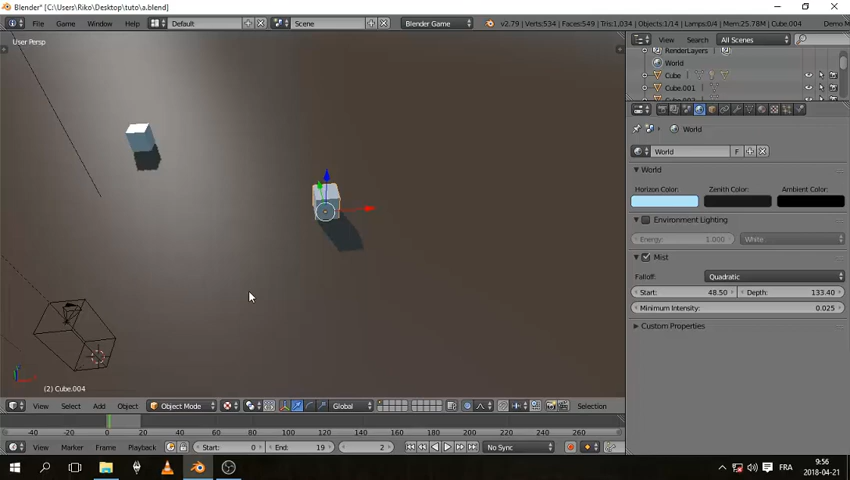 Blender* [C:\Users\Riko\Desktop\tuto\a.blend]
File Game Window Help Default Scene Blender Game v2.79 | Verts:534 | Faces:549 | Tris:1,034 | Objects:1/14 | Lamps:0/4 | Mem:25.78M | Cube.004 Demo M
User Persp
View Search All Scenes
RenderLayers
World
Cube
Cube.001
World
World F
World
Horizon Color: Zenith Color: Ambient Color:
Environment Lighting
Energy: 1.000 White
Mist
Falloff: Quadratic
Start: 48.50 Depth: 133.40
Minimum Intensity: 0.025
Custom Properties
(2) Cube.004
View Select Add Object Object Mode Global Selection
-40 -20 0 20 40 60 80 100 120 140 160 180 200 220 240 260
View Marker Frame Playback Start: 0 End: 19 2 No Sync
FRA 9:56
2018-04-21